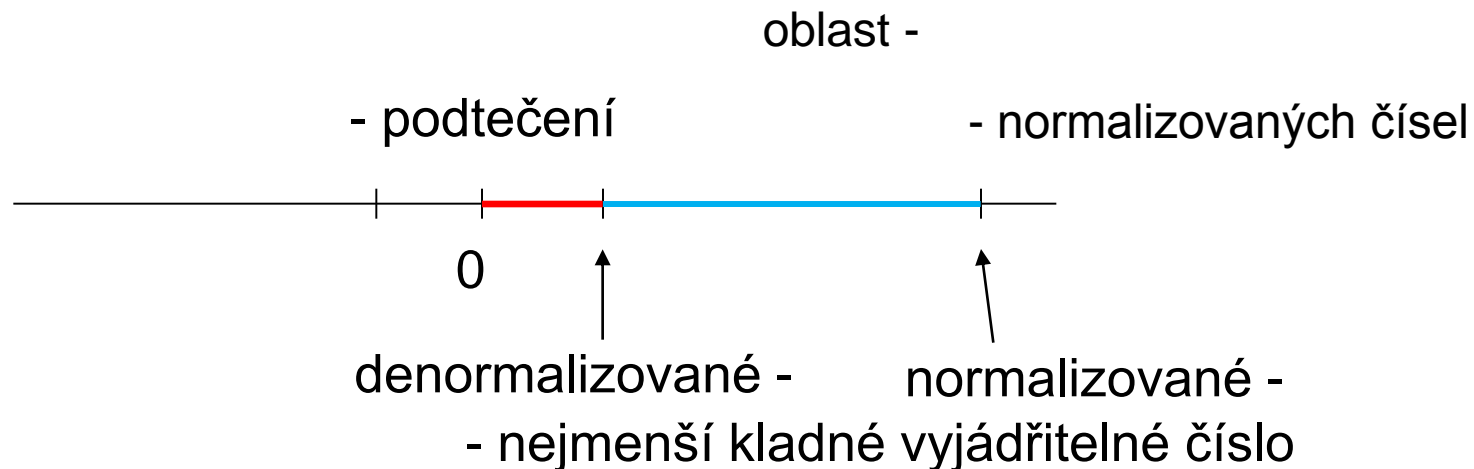 oblast -
- podtečení - normalizovaných čísel
0
denormalizované - normalizované -
- nejmenší kladné vyjádřitelné číslo